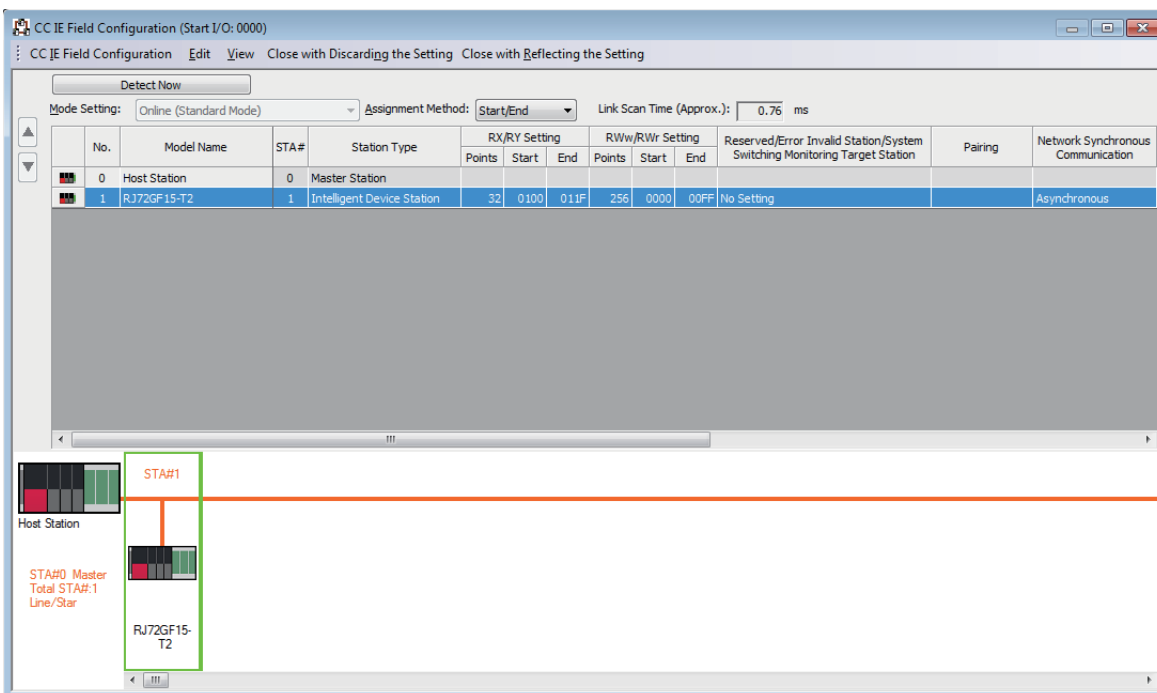 CC IE Field Configuration (Start I/O: 0000)
CC IE Field Configuration Edit View Close with Discarding the Setting Close with Reflecting the Setting
Detect Now
Mode Setting: Online (Standard Mode) Assignment Method: Start/End Link Scan Time (Approx.): 0.76 ms
No. Model Name STA# Station Type RX/RY Setting RWw/RWr Setting Reserved/Error Invalid Station/System Switching Monitoring Target Station Pairing Network Synchronous Communication
Points Start End Points Start End
0 Host Station 0 Master Station
1 RJ72GF15-T2 1 Intelligent Device Station 32 0100 011F 256 0000 00FF No Setting Asynchronous
STA#1
Host Station
STA#0 Master
Total STA#:1
Line/Star
RJ72GF15-
T2